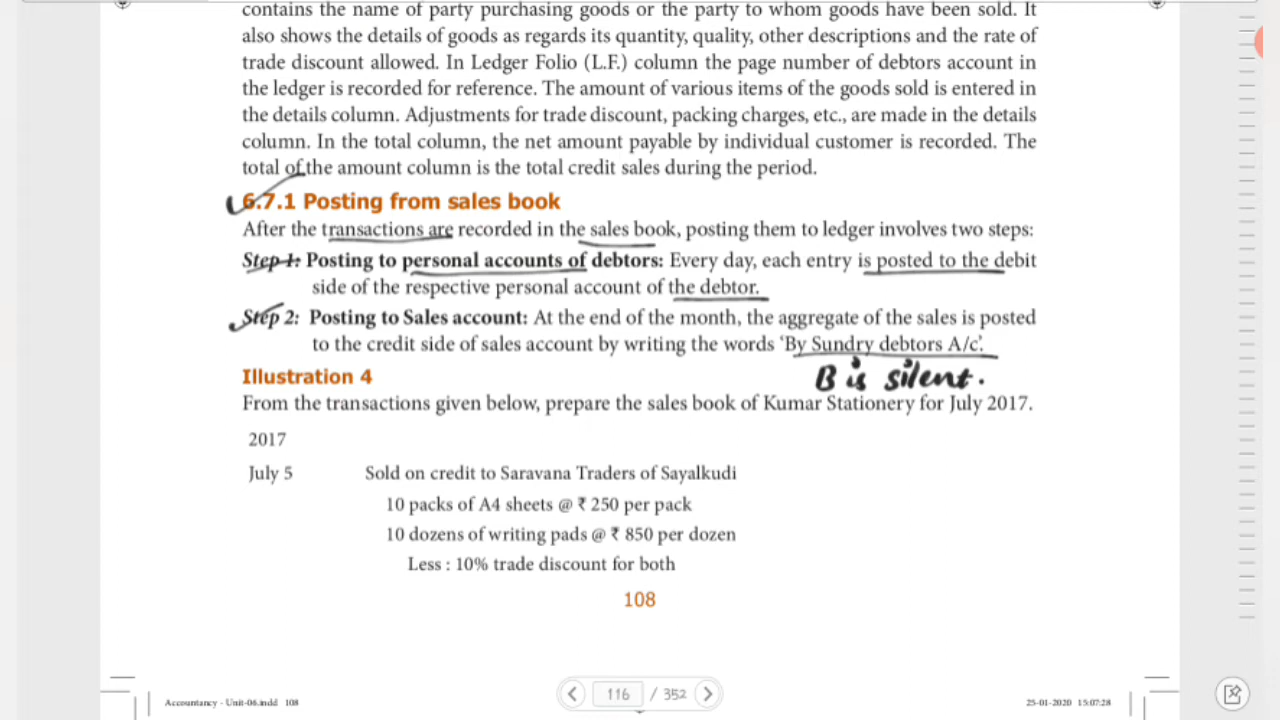 contains the name of party purchasing goods or the party to whom goods have been sold. It
also shows the details of goods as regards its quantity, quality, other descriptions and the rate of
trade discount allowed. In Ledger Folio (L.F.) column the page number of debtors account in
the ledger is recorded for reference. The amount of various items of the goods sold is entered in
the details column. Adjustments for trade discount, packing charges, etc., are made in the details
column. In the total column, the net amount payable by individual customer is recorded. The
total of the amount column is the total credit sales during the period.
6.7.1 Posting from sales book
After the transactions are recorded in the sales book, posting them to ledger involves two steps:
Step 1: Posting to personal accounts of debtors: Every day, each entry is posted to the debit
side of the respective personal account of the debtor.
Step 2: Posting to Sales account: At the end of the month, the aggregate of the sales is posted
to the credit side of sales account by writing the words ‘By Sundry debtors A/c’.
B is silent.
Illustration 4
From the transactions given below, prepare the sales book of Kumar Stationery for July 2017.
2017
July 5 Sold on credit to Saravana Traders of Sayalkudi
10 packs of A4 sheets @ ₹ 250 per pack
10 dozens of writing pads @ ₹ 850 per dozen
Less : 10% trade discount for both
108
116 / 352
Accountancy - Unit-06.indd 108 25-01-2020 15:07:28